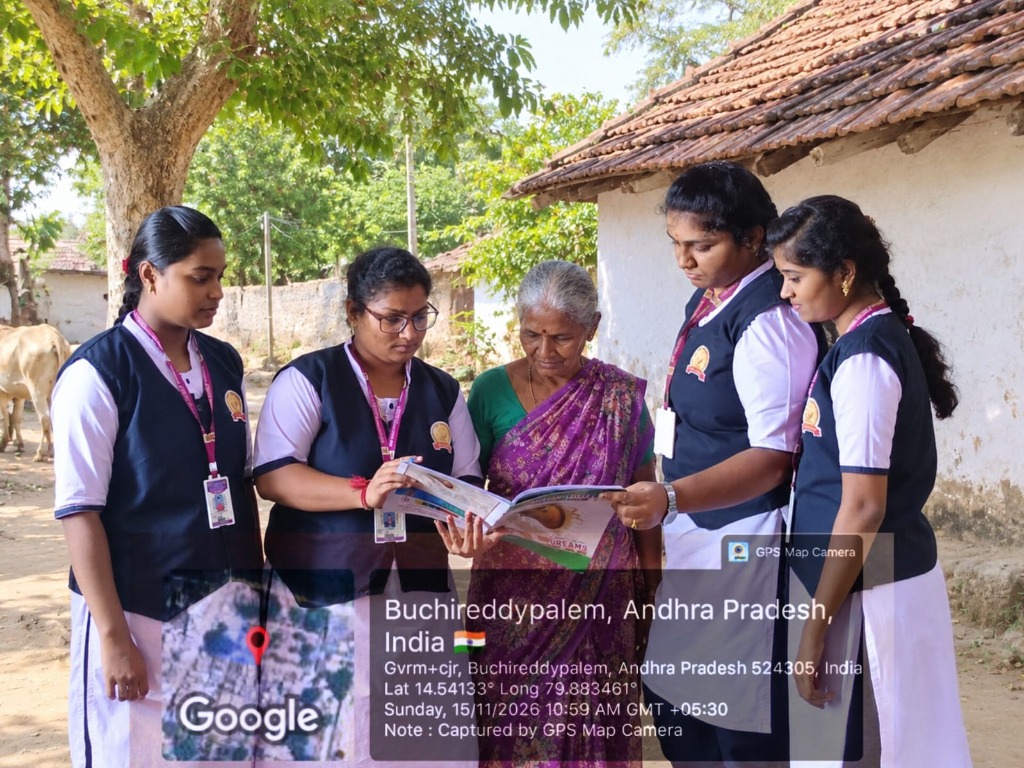 DREAMS
GPS Map Camera
Buchireddypalem, Andhra Pradesh,
India
Gvrm+cjr, Buchireddypalem, Andhra Pradesh 524305, India
Lat 14.54133° Long 79.883461°
Sunday, 15/11/2026 10:59 AM GMT +05:30
Note : Captured by GPS Map Camera
Google